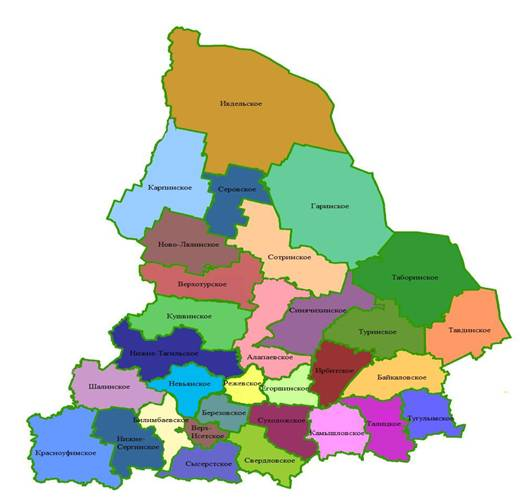 Ивдельское
Карпинское
Серовское
Гаринское
Ново-Лялинское
Сотринское
Верхотурское
Таборинское
Синячихинское
Кушвинское
Туринское
Тавдинское
Нижне-Тагильское
Алапаевское
Ирбитское
Байкаловское
Шалинское
Невьянское
Режевское
Егоршинское
Билимбаевское
Березовское
Сухоложское
Камышловское
Талицкое
Тугулымское
Верх-
Исетское
Нижне-
Сергинское
Красноуфимское
Сысертское
Свердловское